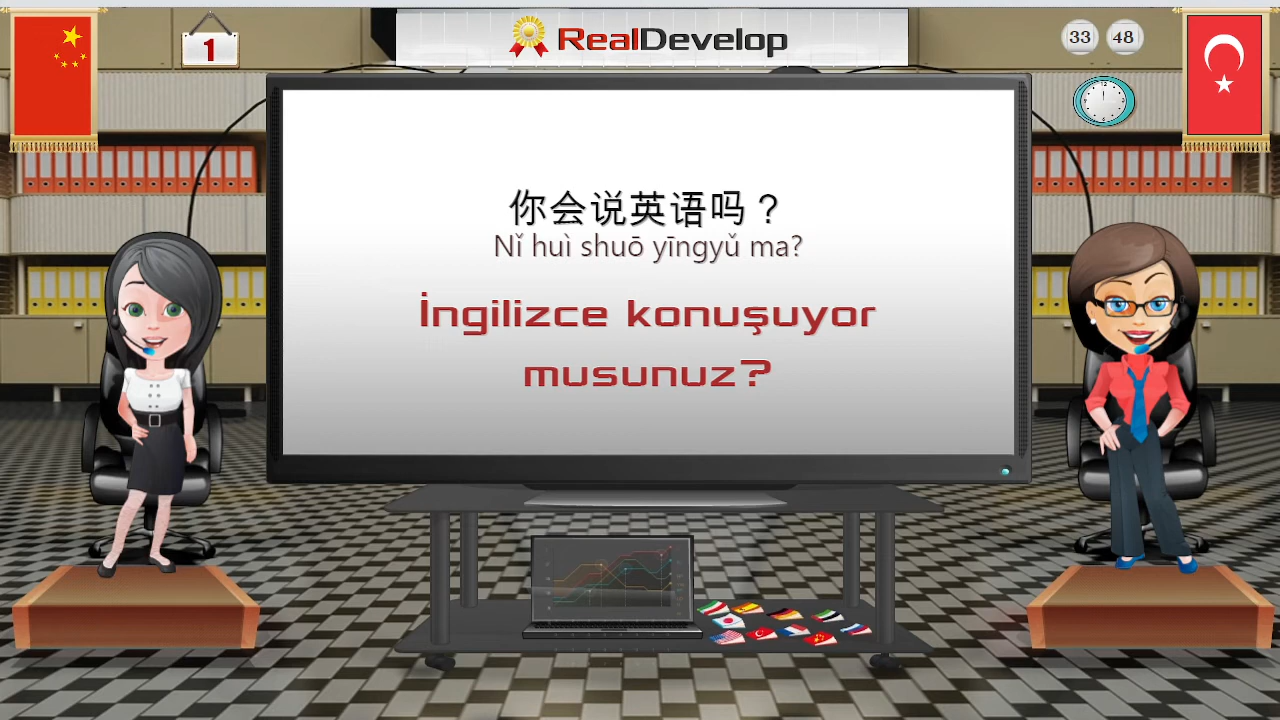 1
RealDevelop
33 48
你会说英语吗？
Nǐ huì shuō yīngyǔ ma?
İngilizce konuşuyor
musunuz?